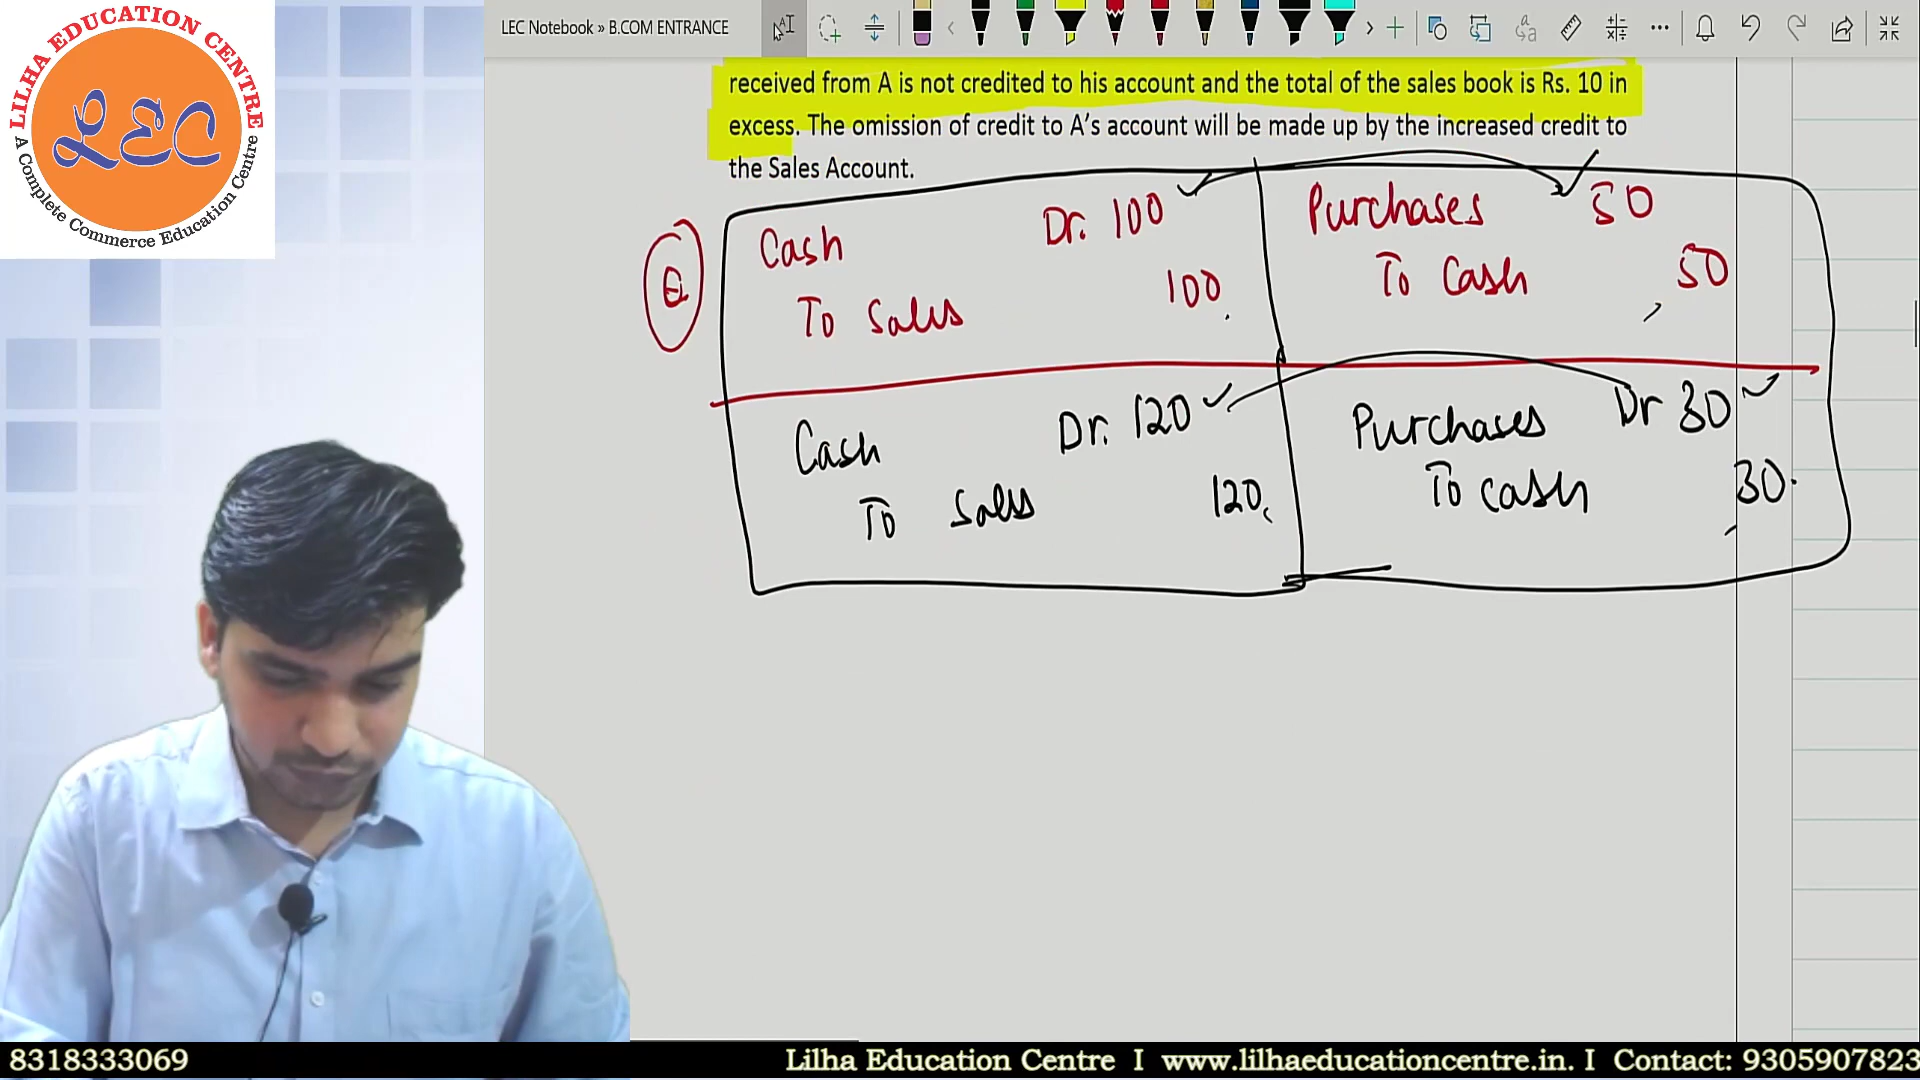 LILHA EDUCATION CENTRE
LEC
A Complete Commerce Education Centre
LEC Notebook » B.COM ENTRANCE
received from A is not credited to his account and the total of the sales book is Rs. 10 in
excess. The omission of credit to A's account will be made up by the increased credit to
the Sales Account.
Cash Dr. 100
To Sales 100
Purchases 50
To Cash 50
Cash Dr. 120
To Sales 120
Purchases Dr 30
To cash 30
8318333069 Lilha Education Centre I www.lilhaeducationcentre.in. I Contact: 9305907823